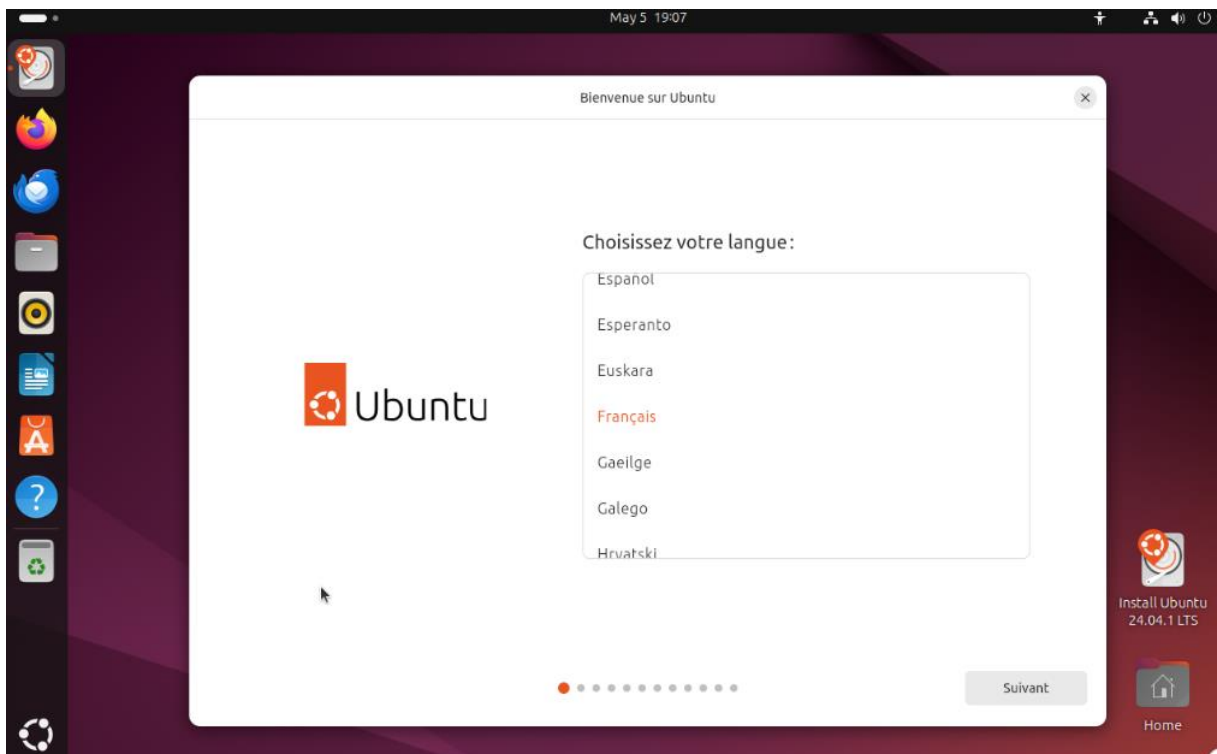 May 5 19:07
Bienvenue sur Ubuntu
Choisissez votre langue :
Español
Esperanto
Euskara
Français
Gaeilge
Galego
Hrvatski
Ubuntu
Suivant
Install Ubuntu
24.04.1 LTS
Home